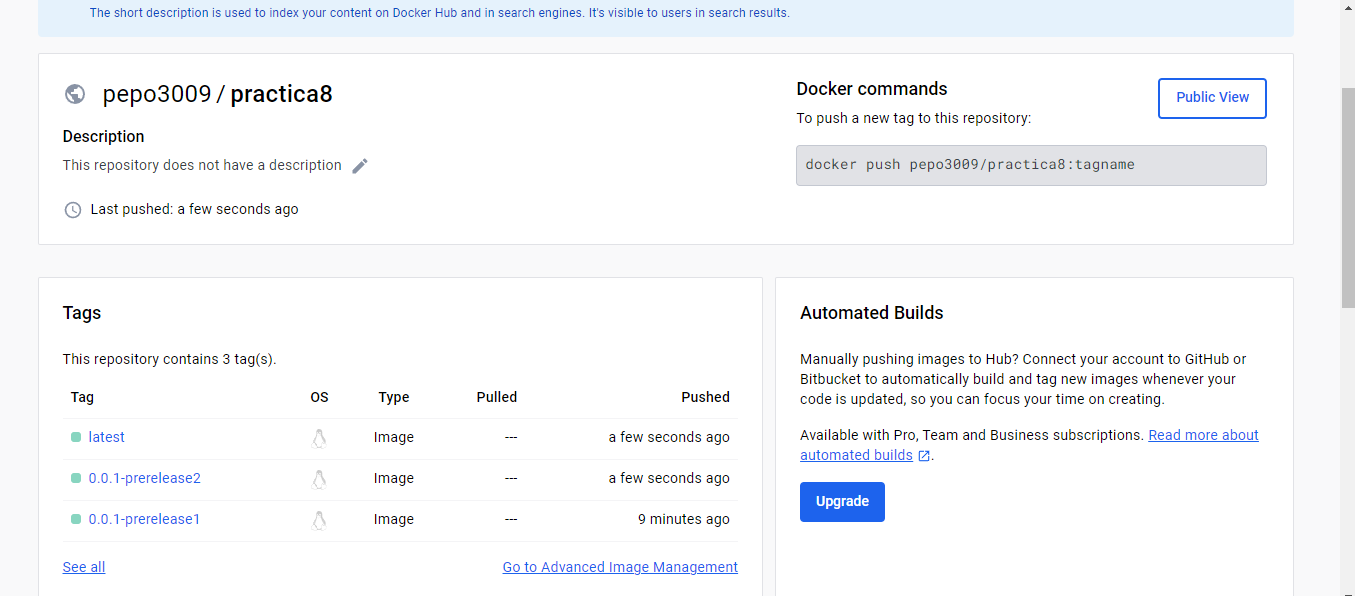 The short description is used to index your content on Docker Hub and in search engines. It's visible to users in search results.
pepo3009 / practica8
Description
This repository does not have a description
Last pushed: a few seconds ago
Docker commands
To push a new tag to this repository:
Public View
docker push pepo3009/practica8:tagname
Tags
This repository contains 3 tag(s).
Tag OS Type Pulled Pushed
latest Image --- a few seconds ago
0.0.1-prerelease2 Image --- a few seconds ago
0.0.1-prerelease1 Image --- 9 minutes ago
See all
Go to Advanced Image Management
Automated Builds
Manually pushing images to Hub? Connect your account to GitHub or
Bitbucket to automatically build and tag new images whenever your
code is updated, so you can focus your time on creating.
Available with Pro, Team and Business subscriptions. Read more about
automated builds.
Upgrade